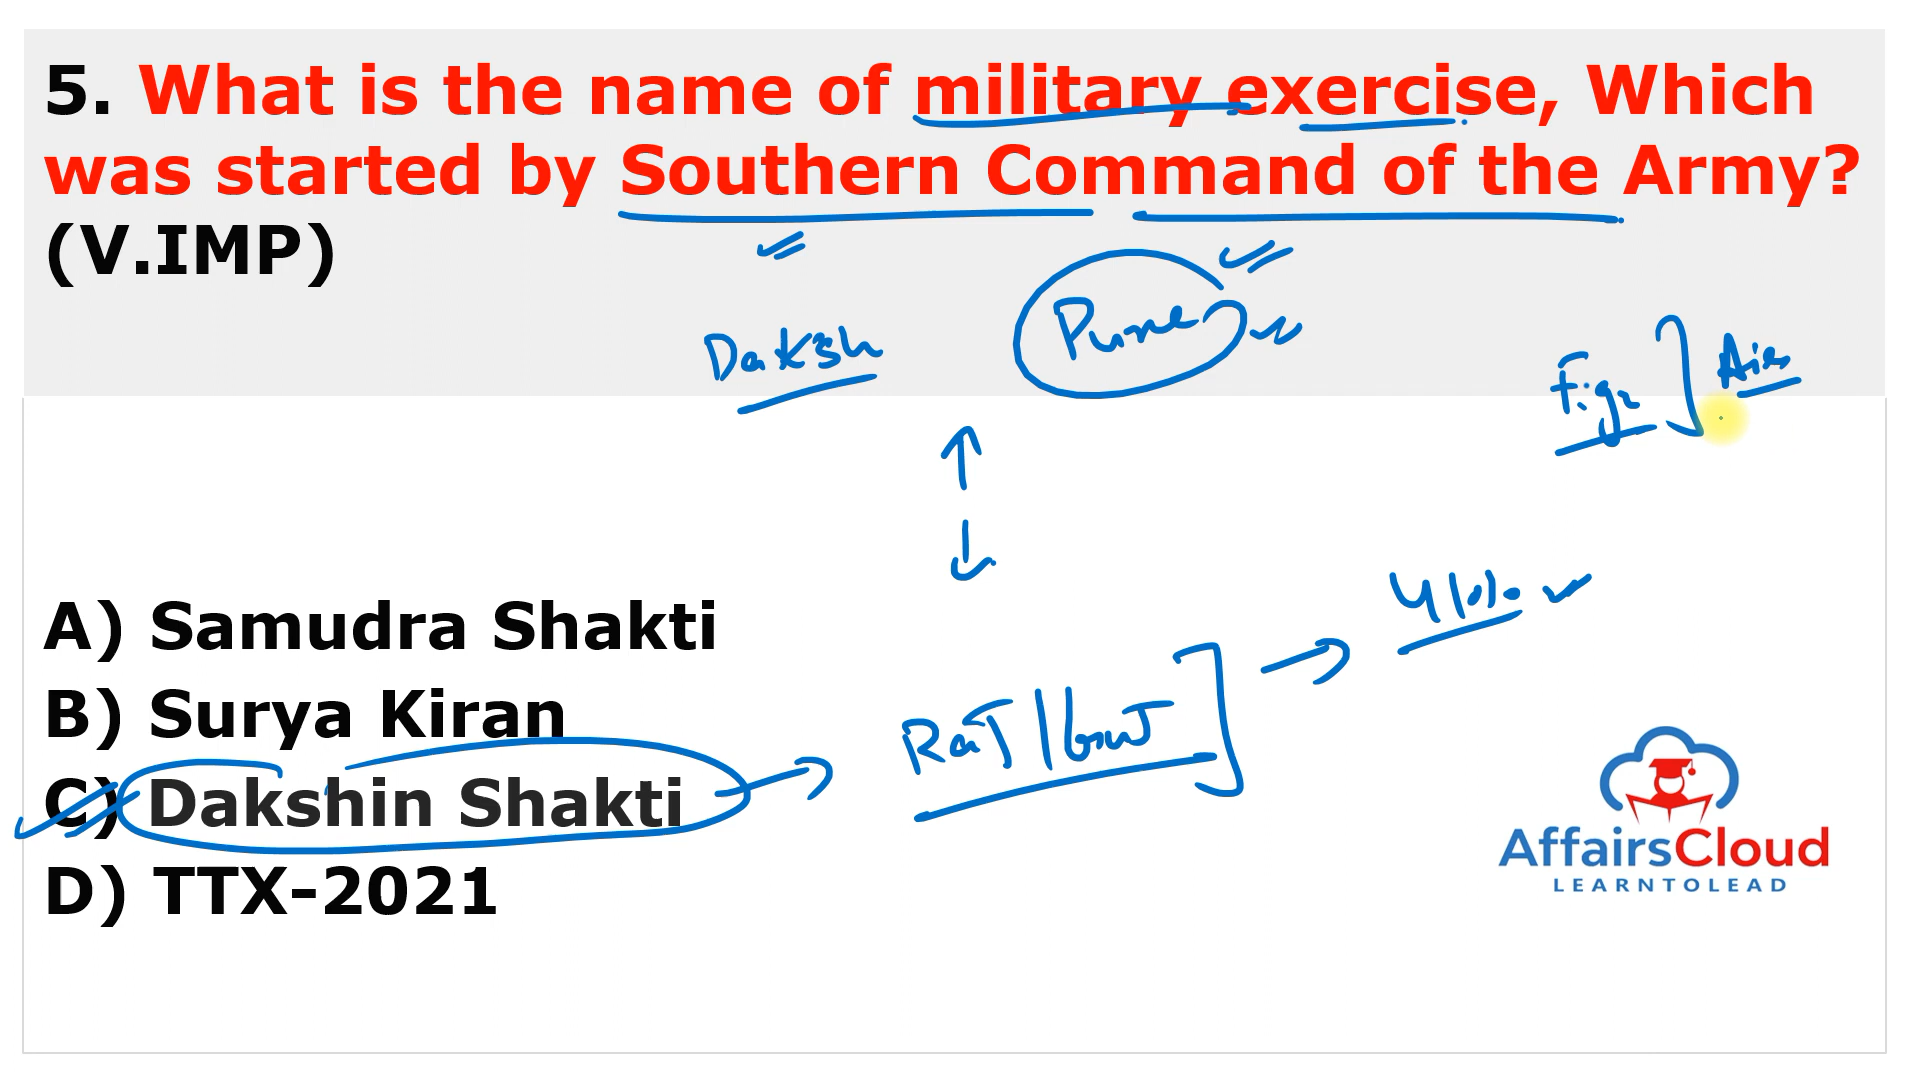 5. What is the name of military exercise, Which
was started by Southern Command of the Army?
(V.IMP)
Daksh
Pune
Air
A) Samudra Shakti
B) Surya Kiran
C) Dakshin Shakti
D) TTX-2021
AffairsCloud
LEARNTOLEAD